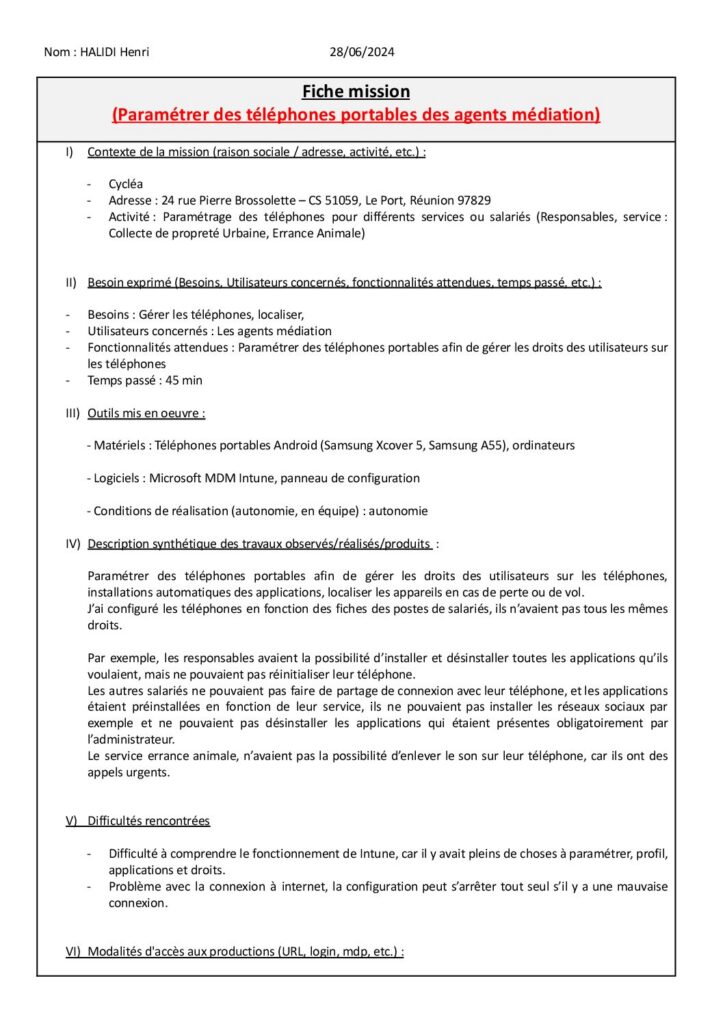 Nom : HALIDI Henri 28/06/2024
Fiche mission
(Paramétrer des téléphones portables des agents médiation)
I) Contexte de la mission (raison sociale / adresse, activité, etc.) :
- Cycléa
- Adresse : 24 rue Pierre Brossolette – CS 51059, Le Port, Réunion 97829
- Activité : Paramétrage des téléphones pour différents services ou salariés (Responsables, service :
Collecte de propreté Urbaine, Errance Animale)
II) Besoin exprimé (Besoins, Utilisateurs concernés, fonctionnalités attendues, temps passé, etc.) :
- Besoins : Gérer les téléphones, localiser,
- Utilisateurs concernés : Les agents médiation
- Fonctionnalités attendues : Paramétrer des téléphones portables afin de gérer les droits des utilisateurs sur
les téléphones
- Temps passé : 45 min
III) Outils mis en oeuvre :
- Matériels : Téléphones portables Android (Samsung Xcover 5, Samsung A55), ordinateurs
- Logiciels : Microsoft MDM Intune, panneau de configuration
- Conditions de réalisation (autonomie, en équipe) : autonomie
IV) Description synthétique des travaux observés/réalisés/produits :
Paramétrer des téléphones portables afin de gérer les droits des utilisateurs sur les téléphones,
installations automatiques des applications, localiser les appareils en cas de perte ou de vol.
J'ai configuré les téléphones en fonction des fiches des postes de salariés, ils n'avaient pas tous les mêmes
droits.
Par exemple, les responsables avaient la possibilité d'installer et désinstaller toutes les applications qu'ils
voulaient, mais ne pouvaient pas réinitialiser leur téléphone.
Les autres salariés ne pouvaient pas faire de partage de connexion avec leur téléphone, et les applications
étaient préinstallées en fonction de leur service, ils ne pouvaient pas installer les réseaux sociaux par
exemple et ne pouvaient pas désinstaller les applications qui étaient présentes obligatoirement par
l'administrateur.
Le service errance animale, n'avaient pas la possibilité d'enlever le son sur leur téléphone, car ils ont des
appels urgents.
V) Difficultés rencontrées
- Difficulté à comprendre le fonctionnement de Intune, car il y avait pleins de choses à paramétrer, profil,
applications et droits.
- Problème avec la connexion à internet, la configuration peut s'arrêter tout seul s'il y a une mauvaise
connexion.
VI) Modalités d'accès aux productions (URL, login, mdp, etc.) :